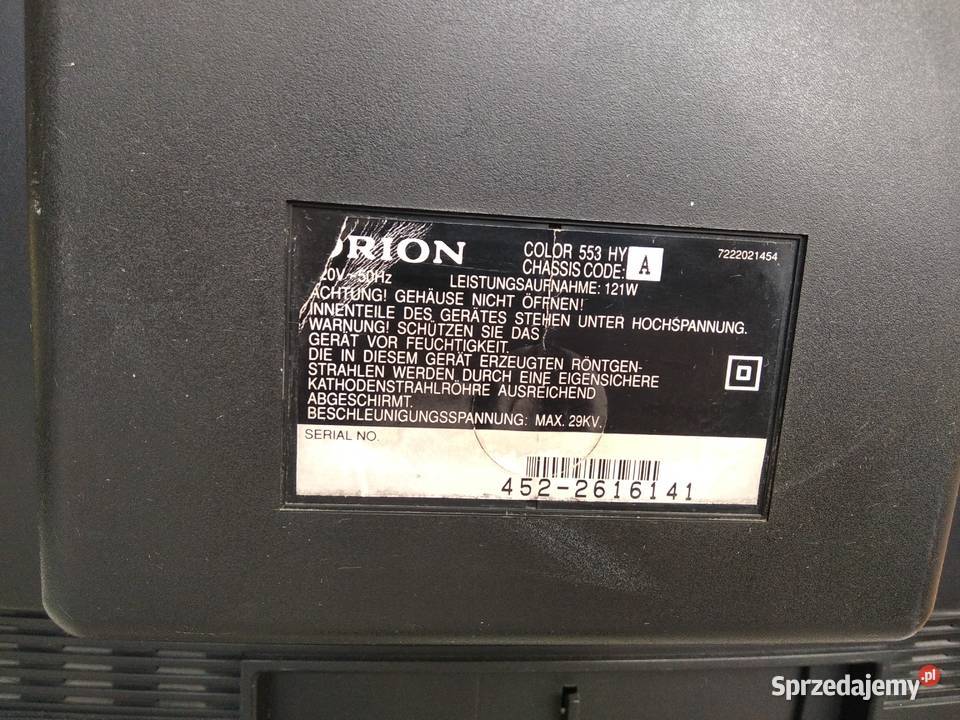 ORION
COLOR 553 HY
7222021454
CHASSIS CODE: A
20V~50Hz
LEISTUNGSAUFNAHME: 121W
ACHTUNG! GEHÄUSE NICHT ÖFFNEN!
INNENTEILE DES GERÄTES STEHEN UNTER HOCHSPANNUNG.
WARNUNG! SCHÜTZEN SIE DAS
GERÄT VOR FEUCHTIGKEIT.
DIE IN DIESEM GERÄT ERZEUGTEN RÖNTGEN-
STRAHLEN WERDEN DURCH EINE EIGENSICHERE
KATHODENSTRAHLRÖHRE AUSREICHEND
ABGESCHIRMT.
BESCHLEUNIGUNGSSPANNUNG: MAX. 29KV.
SERIAL NO.
452-2616141
Sprzedajemy.pl